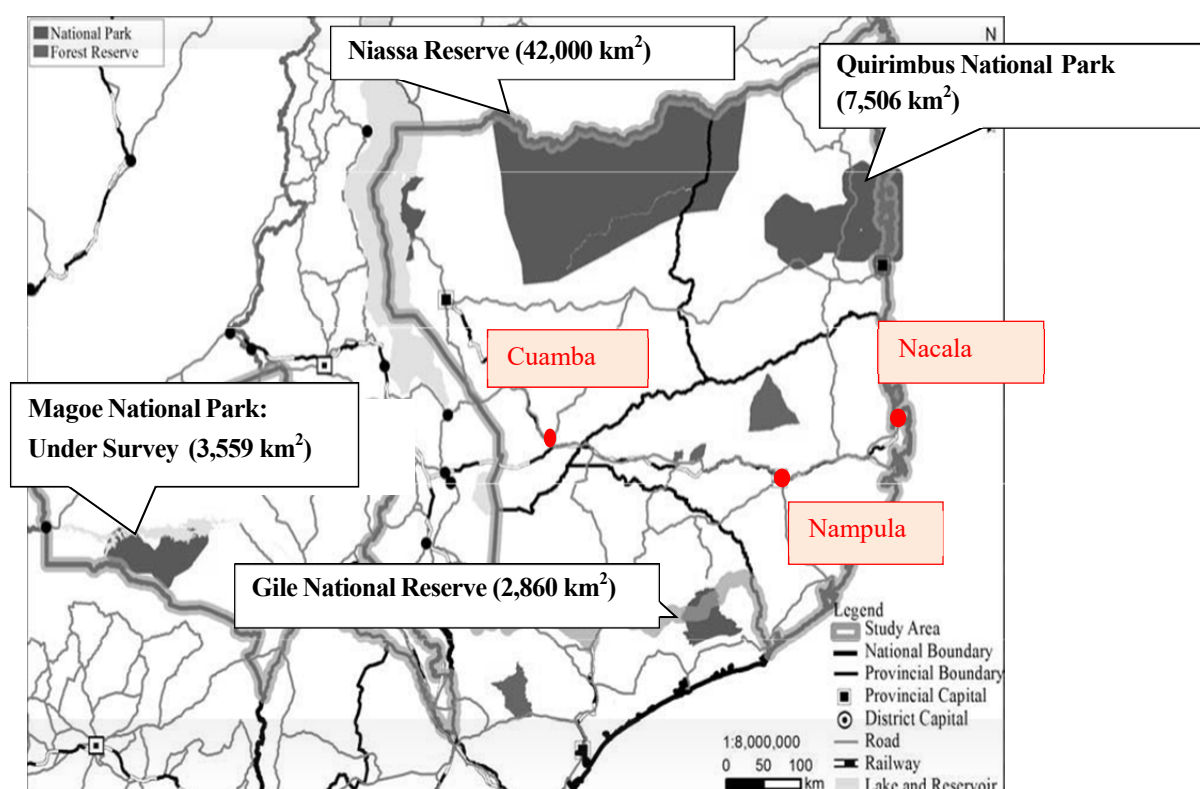 National Park
Forest Reserve
Niassa Reserve (42,000 km²)
N
Quirimbus National Park
(7,506 km²)
Cuamba
Nacala
Magoe National Park:
Under Survey (3,559 km²)
Nampula
Gile National Reserve (2,860 km²)
Legend
Study Area
National Boundary
Provincial Boundary
Provincial Capital
District Capital
Road
Railway
Lake and Reservoir
1:8,000,000
0 50 100
km